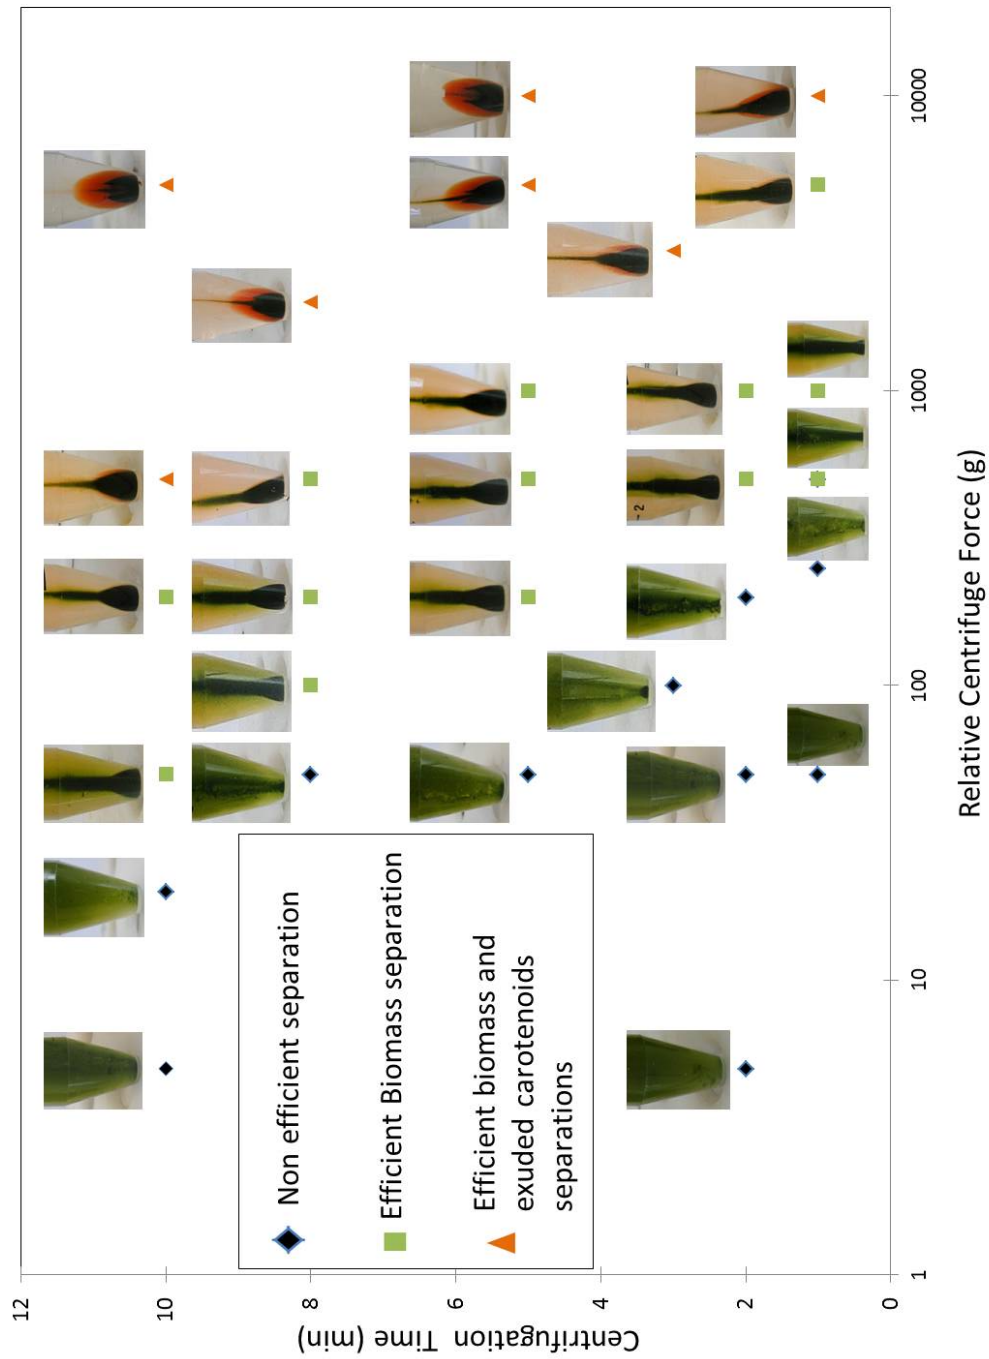 12
10
8
6
4
2
0
Centrifugation Time (min)
Non efficient separation
Efficient Biomass separation
Efficient biomass and
exuded carotenoids
separations
-2
1
10
100
1000
10000
Relative Centrifuge Force (g)